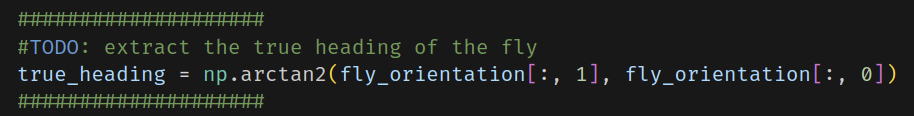 ####################
#TODO: extract the true heading of the fly
true_heading = np.arctan2(fly_orientation[:, 1], fly_orientation[:, 0])
####################